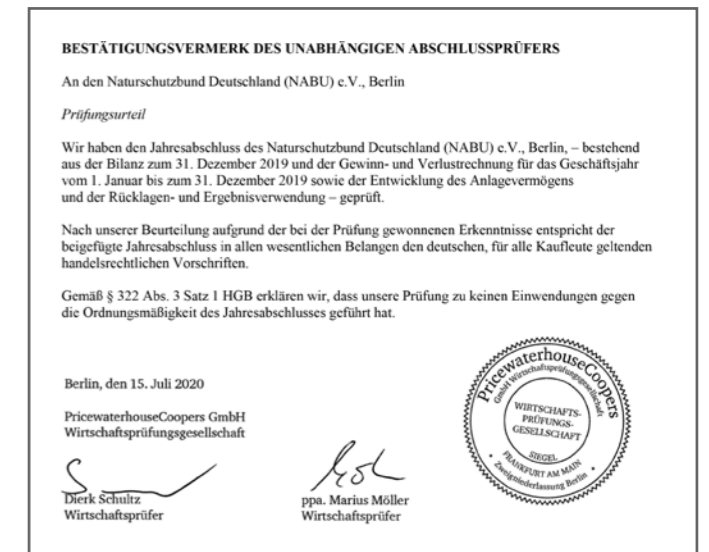 BESTÄTIGUNGSVERMERK DES UNABHÄNGIGEN ABSCHLUSSPRÜFERS
An den Naturschutzbund Deutschland (NABU) e.V., Berlin
Prüfungsurteil
Wir haben den Jahresabschluss des Naturschutzbund Deutschland (NABU) e.V., Berlin, – bestehend
aus der Bilanz zum 31. Dezember 2019 und der Gewinn- und Verlustrechnung für das Geschäftsjahr
vom 1. Januar bis zum 31. Dezember 2019 sowie der Entwicklung des Anlagevermögens
und der Rücklagen- und Ergebnisverwendung – geprüft.
Nach unserer Beurteilung aufgrund der bei der Prüfung gewonnenen Erkenntnisse entspricht der
beigefügte Jahresabschluss in allen wesentlichen Belangen den deutschen, für alle Kaufleute geltenden
handelsrechtlichen Vorschriften.
Gemäß § 322 Abs. 3 Satz 1 HGB erklären wir, dass unsere Prüfung zu keinen Einwendungen gegen
die Ordnungsmäßigkeit des Jahresabschlusses geführt hat.
Berlin, den 15. Juli 2020
PricewaterhouseCoopers GmbH
Wirtschaftsprüfungsgesellschaft
Dierk Schultz
Wirtschaftsprüfer
ppa. Marius Möller
Wirtschaftsprüfer
PricewaterhouseCoopers
GmbH Wirtschaftsprüfungsgesellschaft
WIRTSCHAFTS-
PRÜFUNGS-
GESELLSCHAFT
SIEGEL
FRANKFURT AM MAIN
Zweigniederlassung Berlin